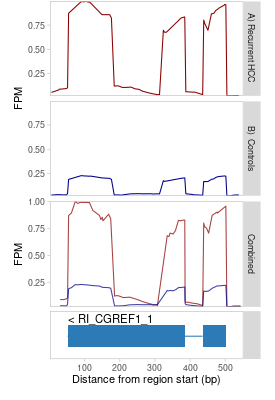 0.75
0.50
0.25
FPM
A) Recurrent HCC
0.75
0.50
0.25
B) Controls
1.00
0.75
0.50
0.25
FPM
Combined
< RI_CGREF1_1
100 200 300 400 500
Distance from region start (bp)